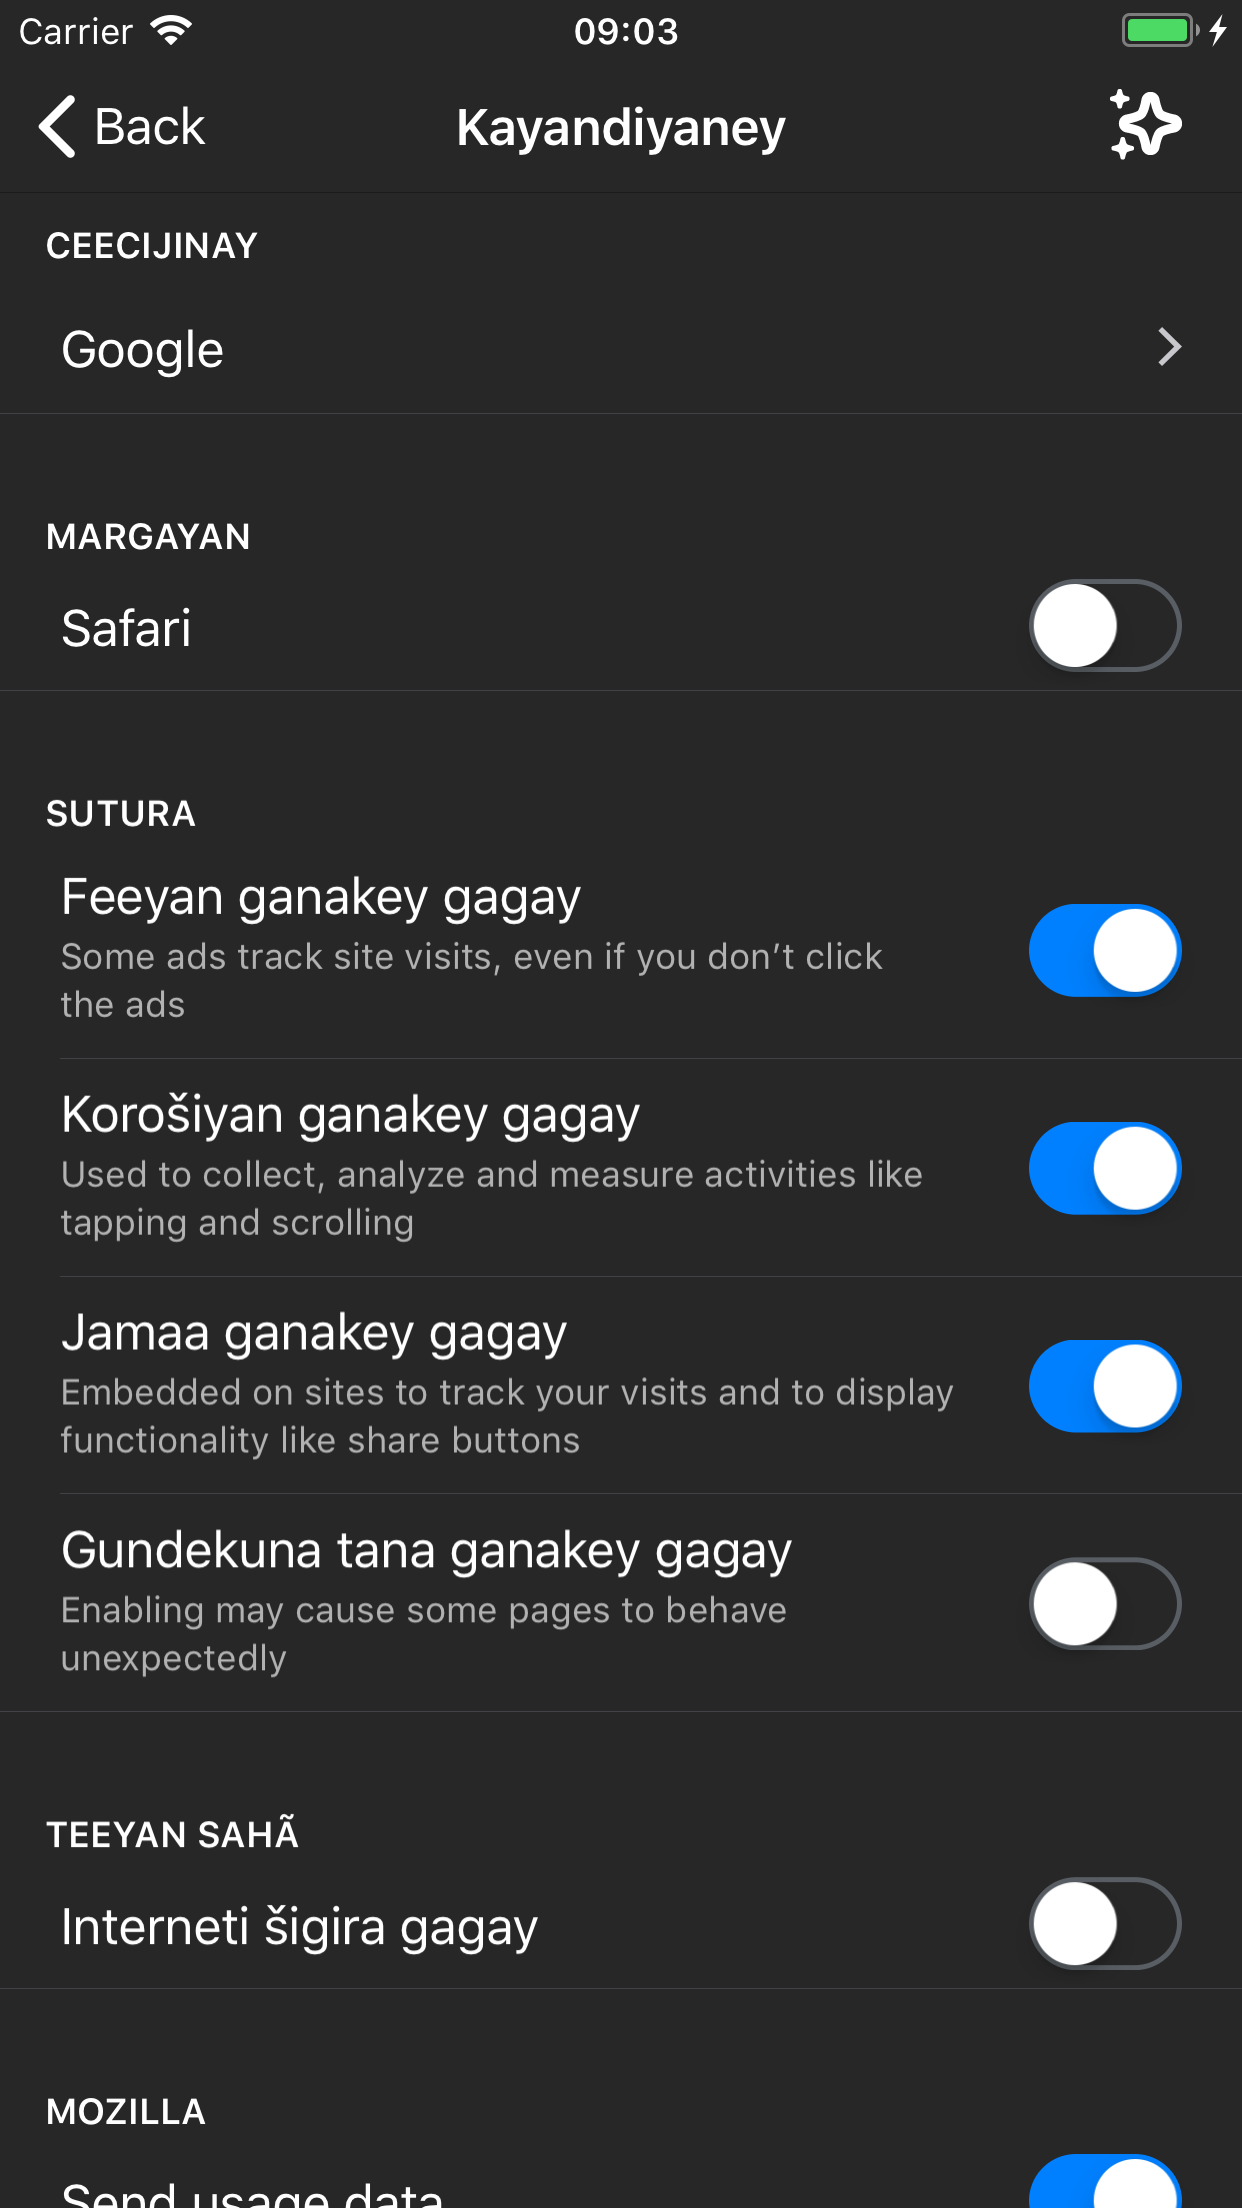 Carrier
09:03
Back
Kayandiyaney
CEECIJINAY
Google
MARGAYAN
Safari
SUTURA
Feeyan ganakey gagay
Some ads track site visits, even if you don’t click
the ads
Korošiyan ganakey gagay
Used to collect, analyze and measure activities like
tapping and scrolling
Jamaa ganakey gagay
Embedded on sites to track your visits and to display
functionality like share buttons
Gundekuna tana ganakey gagay
Enabling may cause some pages to behave
unexpectedly
TEEYAN SAHÃ
Interneti šigira gagay
MOZILLA
Send usage data